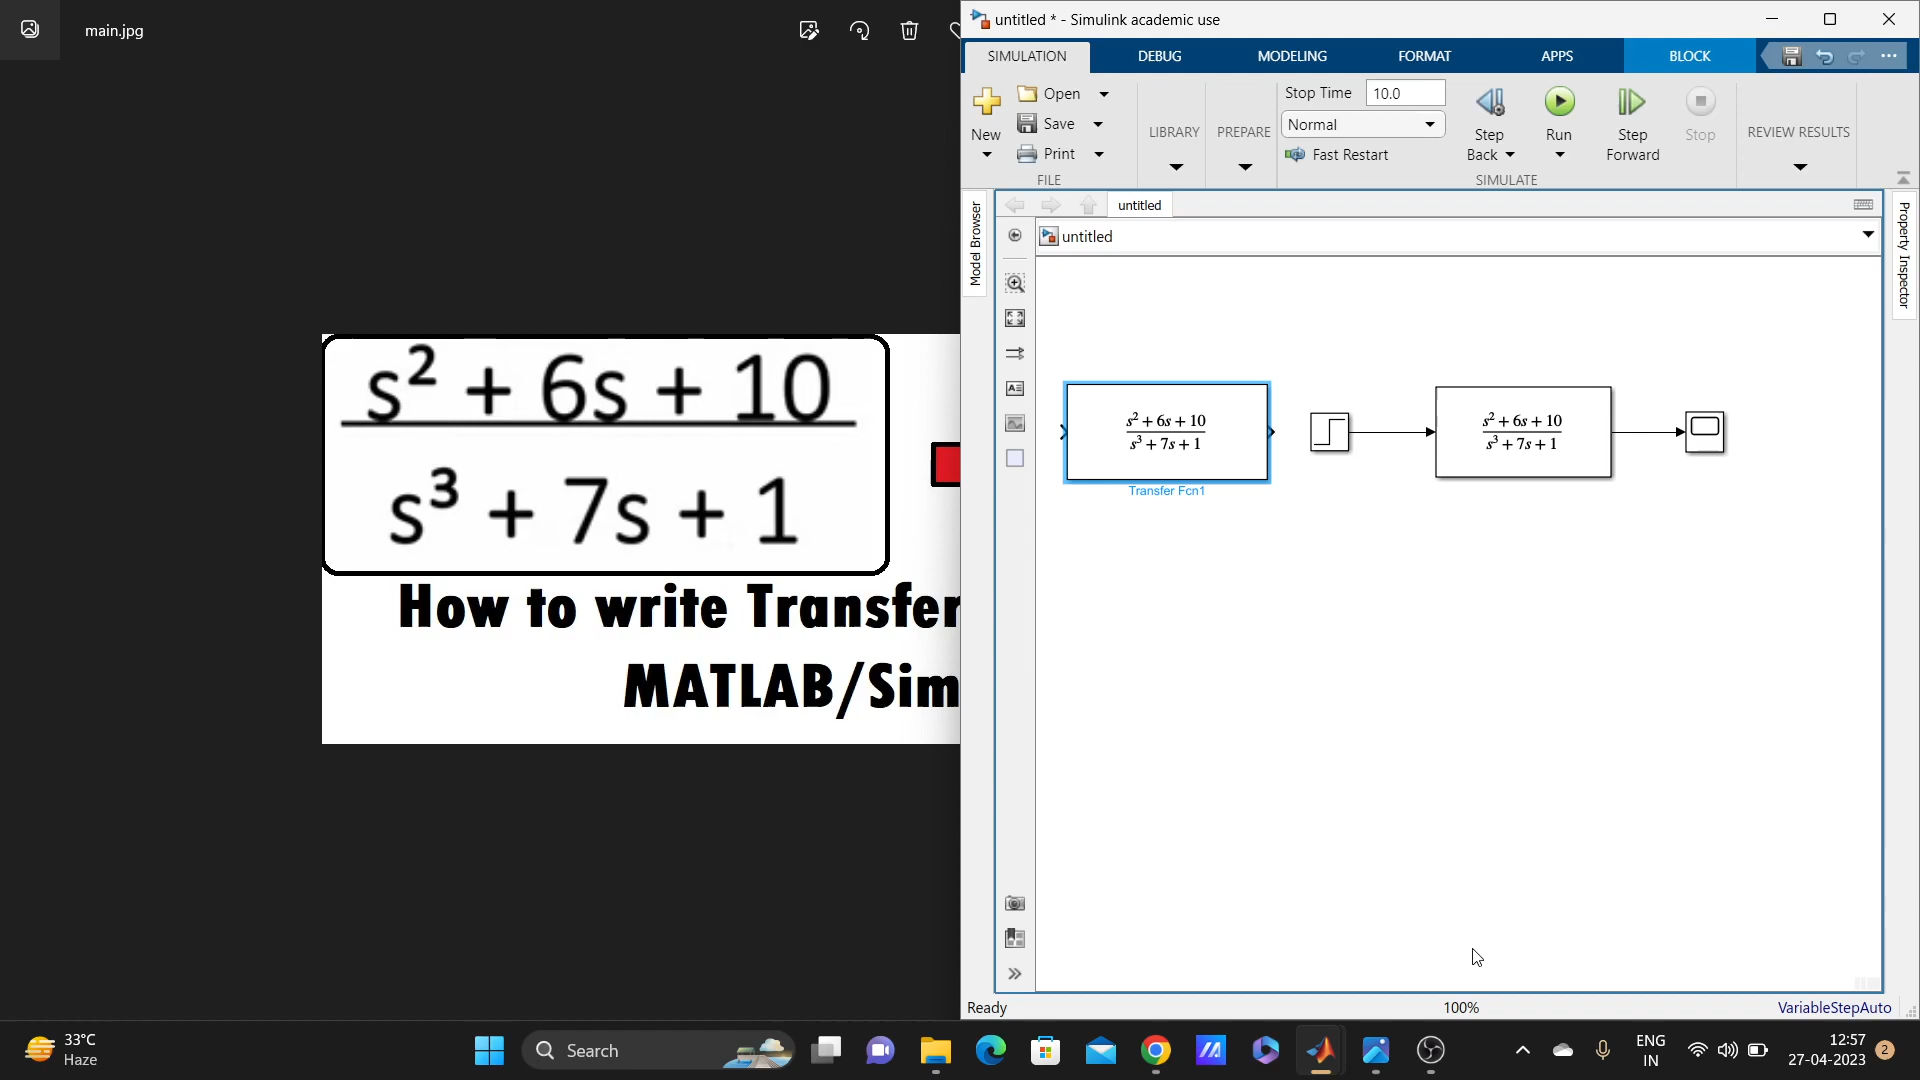 main.jpg
s² + 6s + 10
s³ + 7s + 1
How to write Transfer
MATLAB/Sim
untitled * - Simulink academic use
SIMULATION DEBUG MODELING FORMAT APPS BLOCK
New
Open
Save
Print
FILE
LIBRARY
PREPARE
Stop Time 10.0
Normal
Fast Restart
Step Back
Run
Step Forward
Stop
SIMULATE
REVIEW RESULTS
Model Browser
Property Inspector
untitled
untitled
s² + 6s + 10
s³ + 7s + 1
Transfer Fcn1
s² + 6s + 10
s³ + 7s + 1
Ready 100% VariableStepAuto
33°C
Haze
Search
ENG
IN
12:57
27-04-2023
2